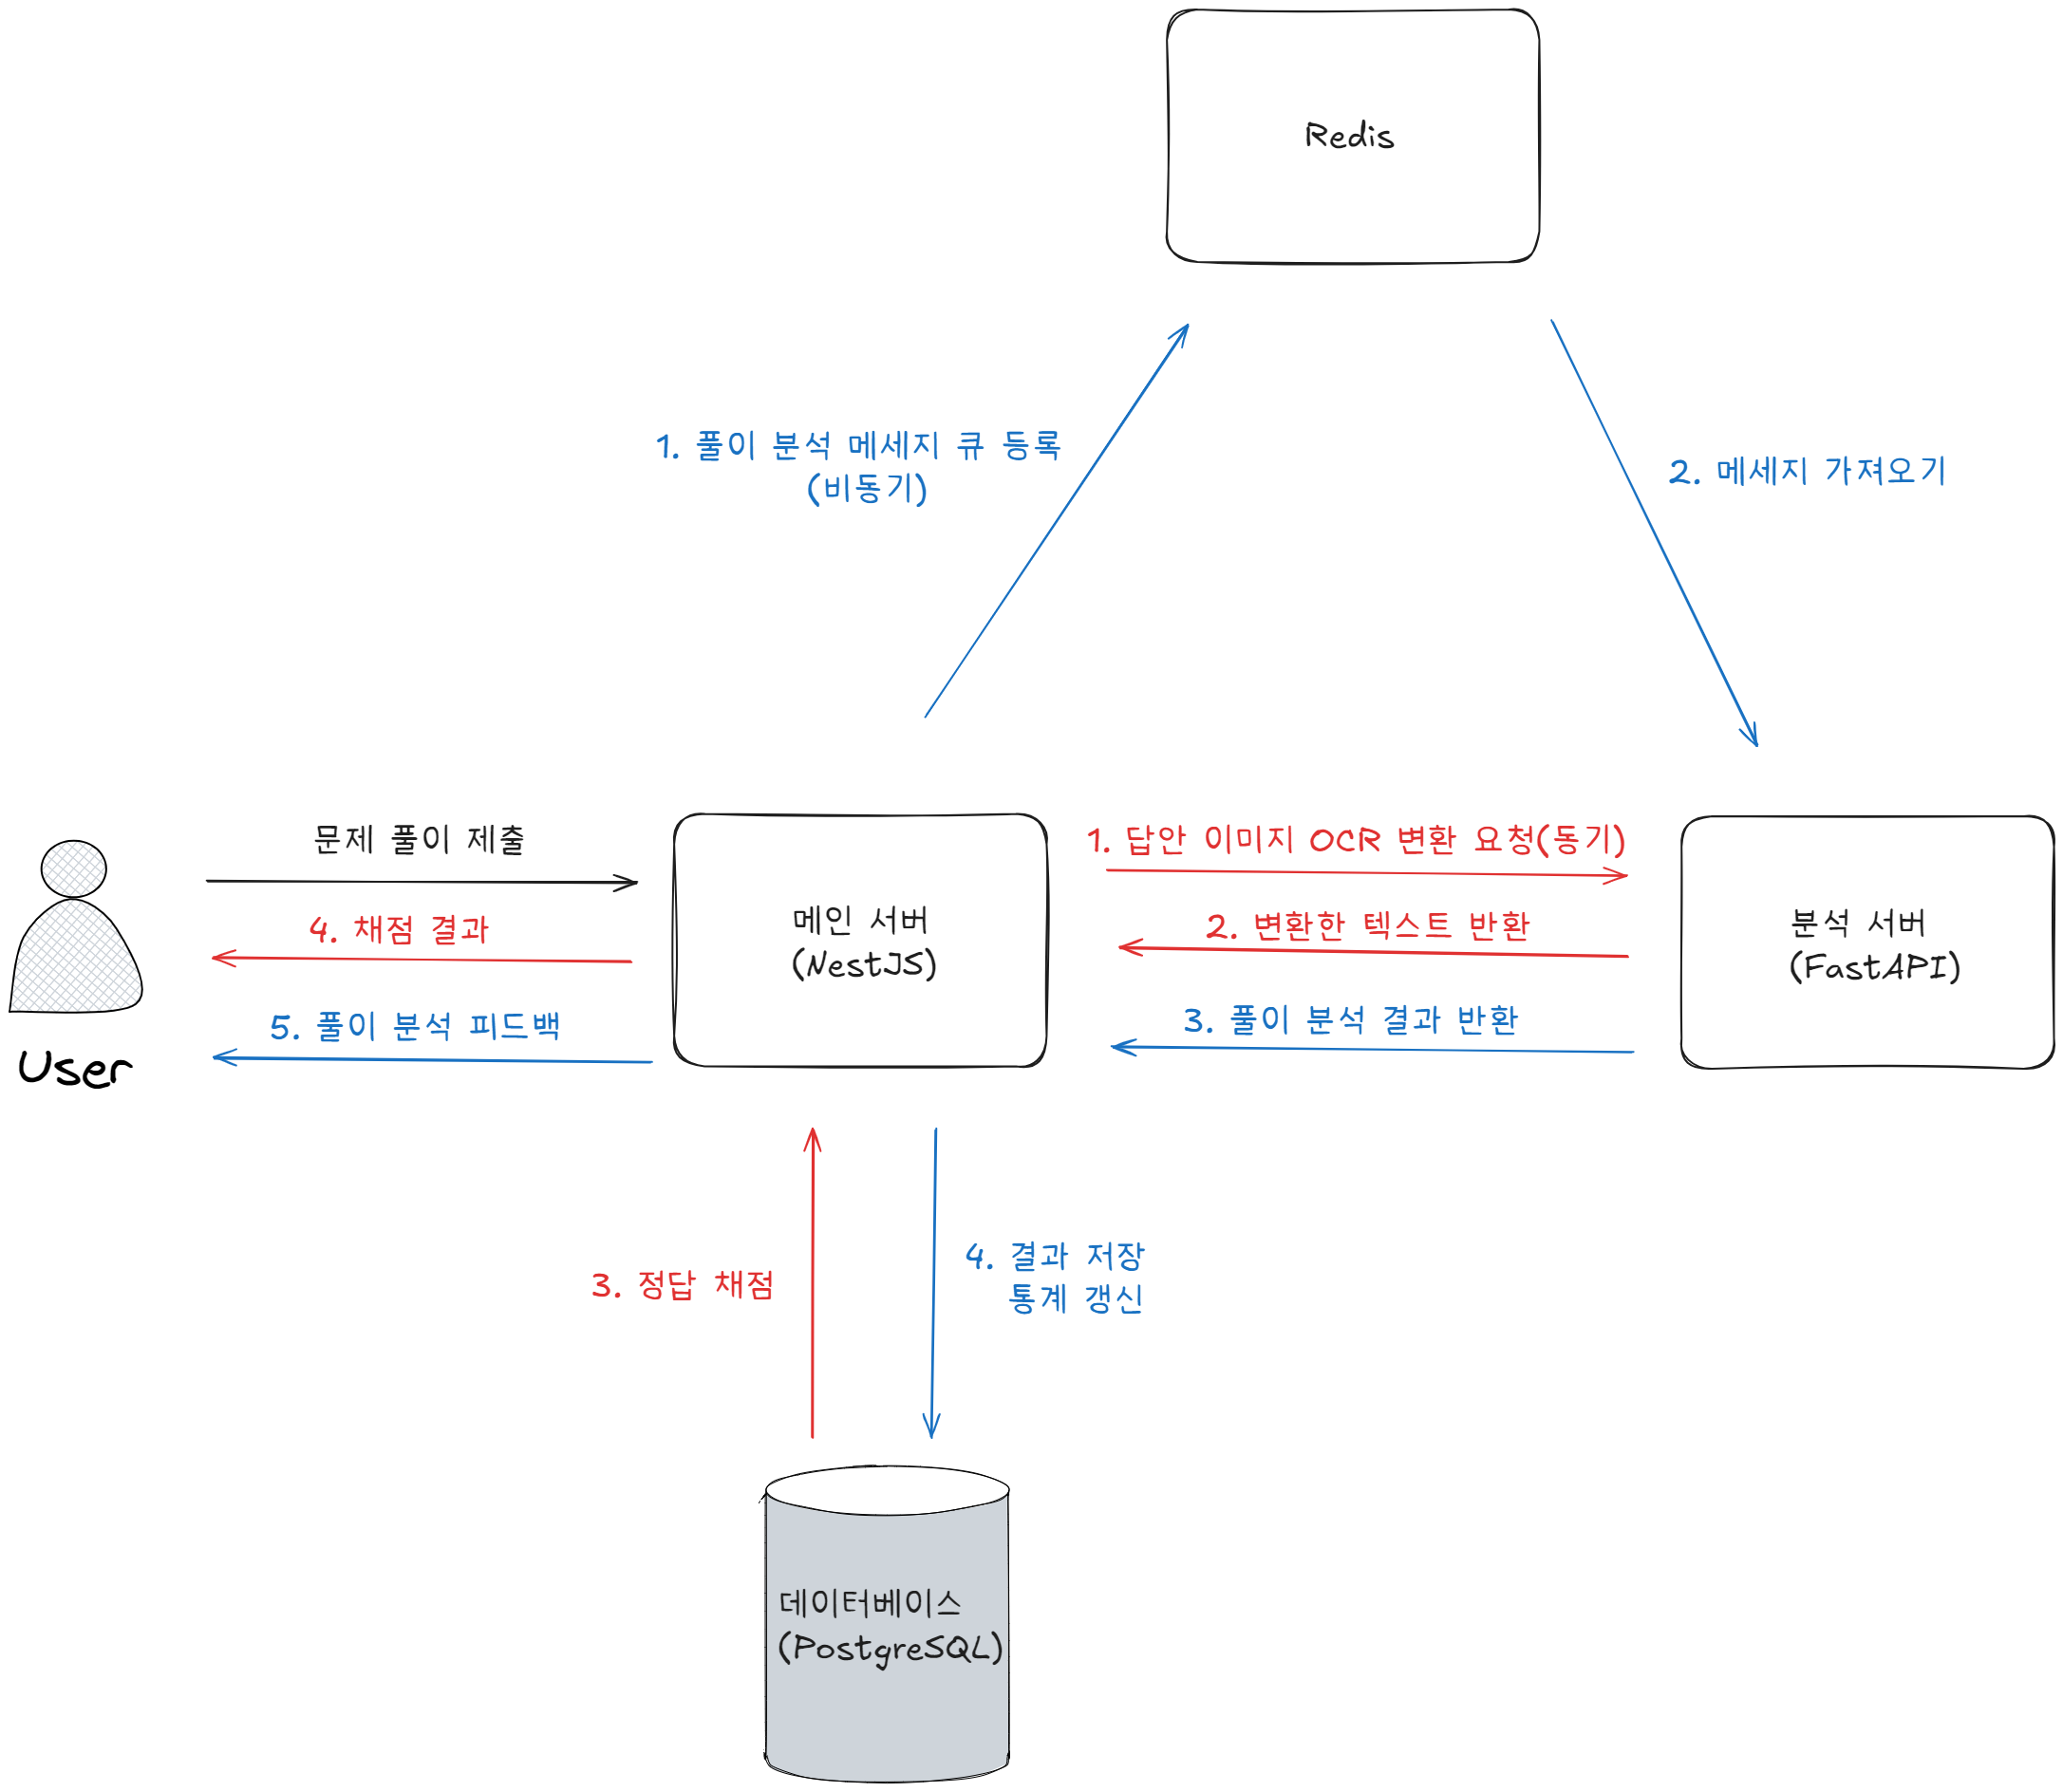 Redis
1. 풀이 분석 메세지 큐 등록
(비동기)
2. 메세지 가져오기
문제 풀이 제출
4. 채점 결과
5. 풀이 분석 피드백
User
메인 서버
(NestJS)
1. 답안 이미지 OCR 변환 요청(동기)
2. 변환한 텍스트 반환
3. 풀이 분석 결과 반환
분석 서버
(FastAPI)
3. 정답 채점
4. 결과 저장
통계 갱신
데이터베이스
(PostgreSQL)